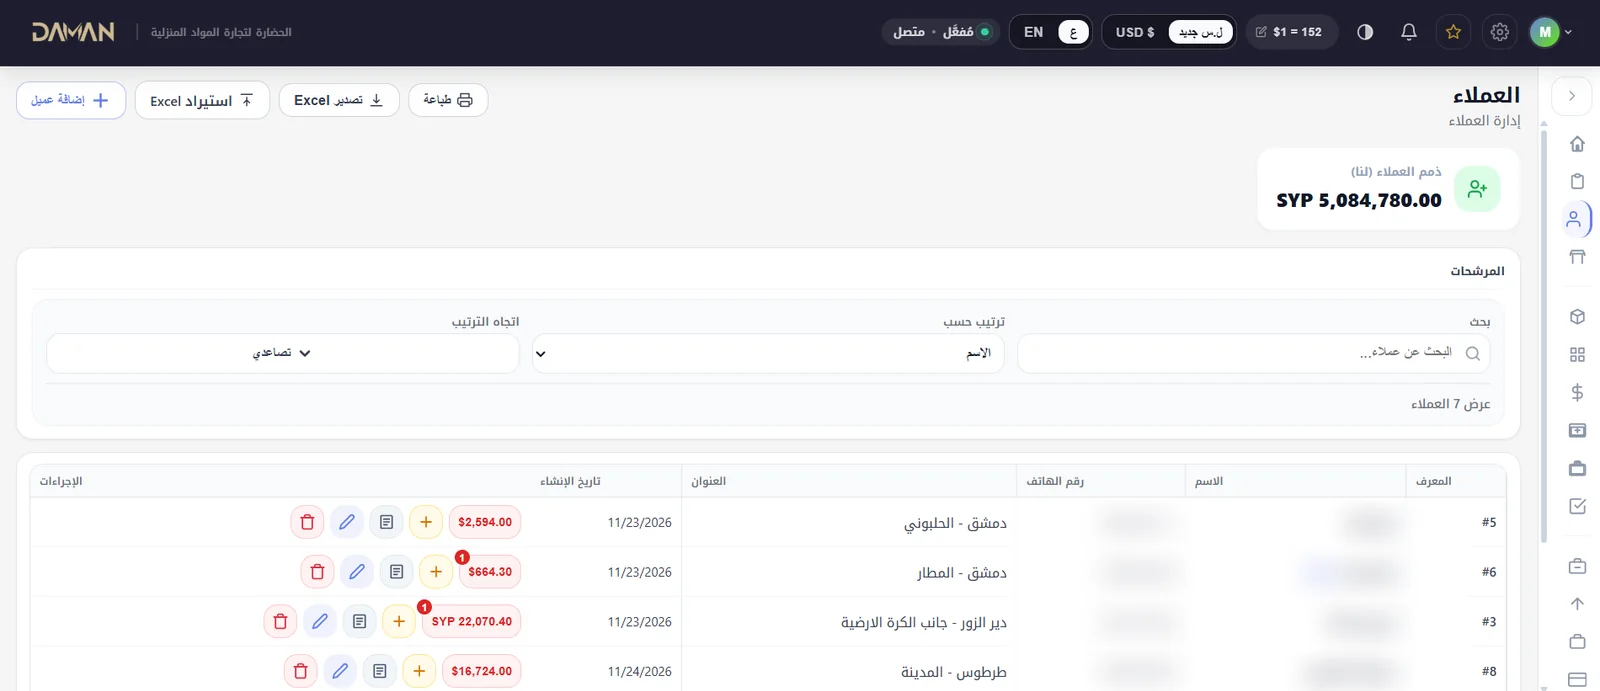 DAMAN
الحضارة لتجارة المواد المنزلية
مُفعَّل • متصل
ع EN
ل.س جديد USD $
$1 = 152
M
العملاء
إدارة العملاء
طباعة
تصدير Excel
استيراد Excel
إضافة عميل
ذمم العملاء (لنا)
SYP 5,084,780.00
المرشحات
بحث
ترتيب حسب
اتجاه الترتيب
البحث عن عملاء...
الاسم
تصاعدي
عرض 7 العملاء
المعرف الاسم رقم الهاتف العنوان تاريخ الإنشاء الإجراءات
#5 دمشق - الحلبوني 11/23/2026 $2,594.00
#6 دمشق - المطار 11/23/2026 $664.30 1
#3 دير الزور - جانب الكرة الارضية 11/23/2026 SYP 22,070.40 1
#8 طرطوس - المدينة 11/24/2026 $16,724.00